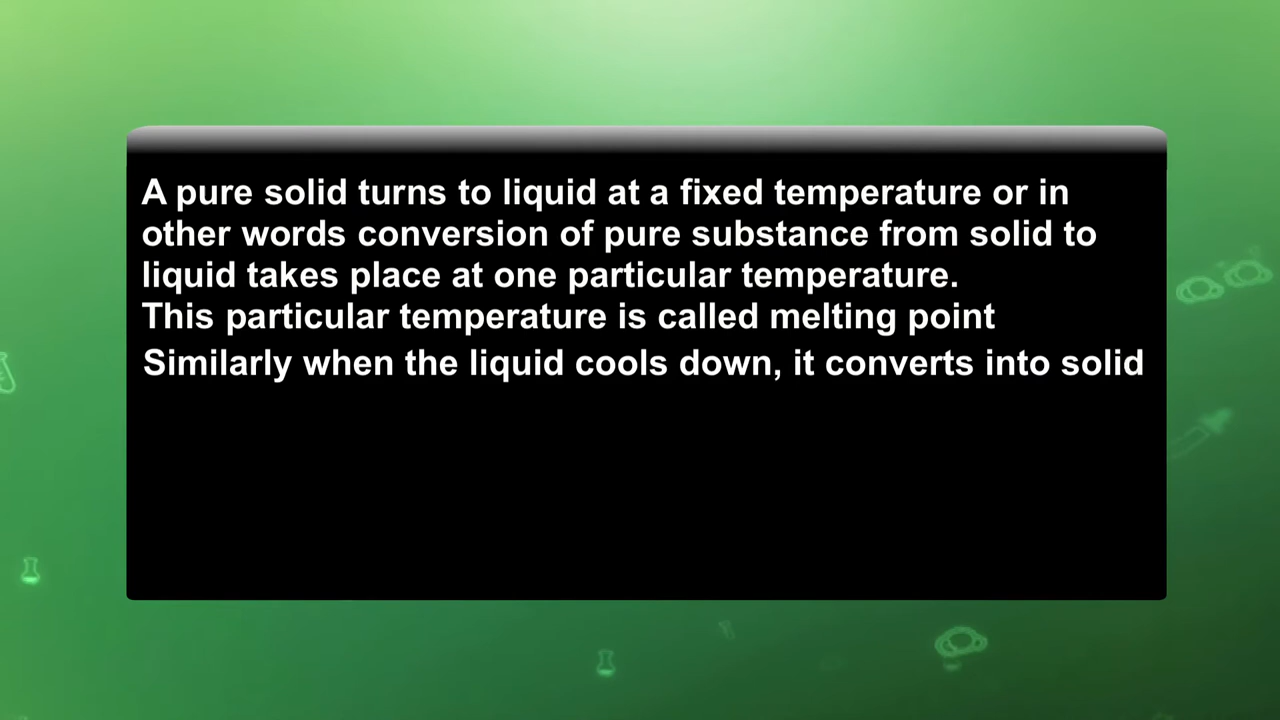 A pure solid turns to liquid at a fixed temperature or in
other words conversion of pure substance from solid to
liquid takes place at one particular temperature.
This particular temperature is called melting point
Similarly when the liquid cools down, it converts into solid